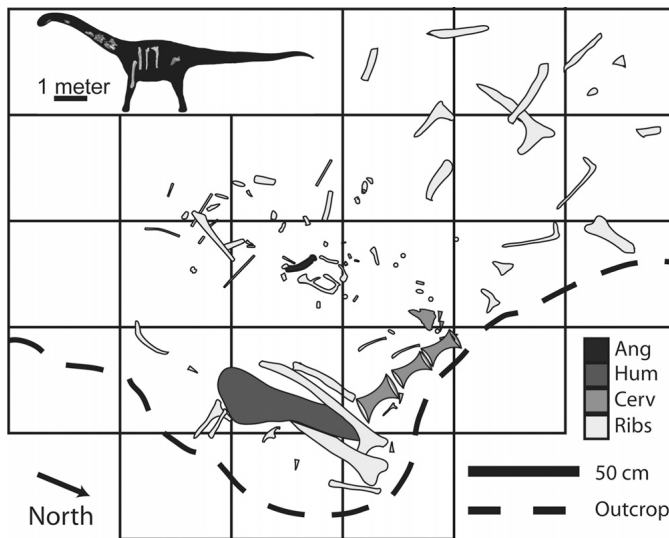 1 meter
Ang
Hum
Cerv
Ribs
50 cm
Outcrop
North